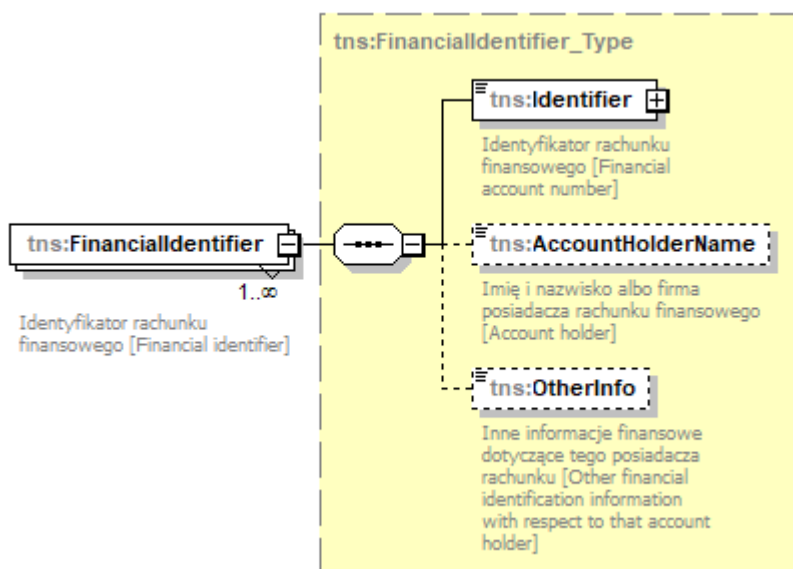 tns:FinancialIdentifier_Type
tns:Identifier
Identyfikator rachunku
finansowego [Financial
account number]
tns:FinancialIdentifier
1..∞
Identyfikator rachunku
finansowego [Financial identifier]
tns:AccountHolderName
Imię i nazwisko albo firma
posiadacza rachunku finansowego
[Account holder]
tns:OtherInfo
Inne informacje finansowe
dotyczące tego posiadacza
rachunku [Other financial
identification information
with respect to that account
holder]